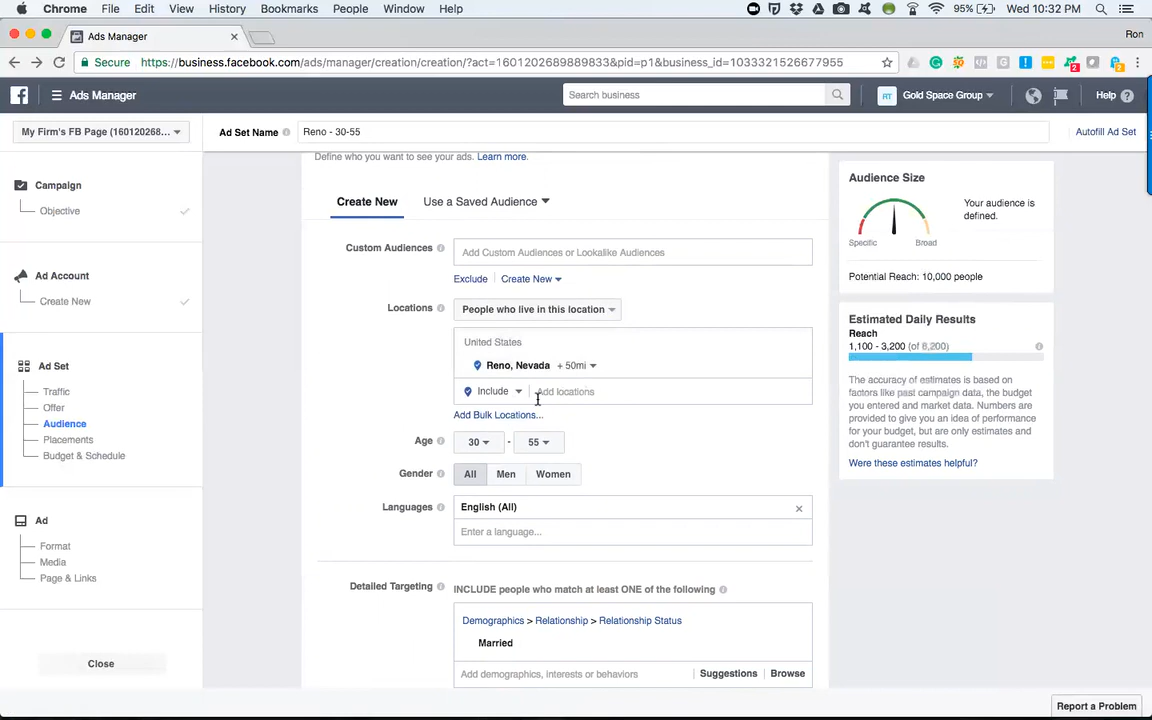 Chrome File Edit View History Bookmarks People Window Help 95% Wed 10:32 PM
Ads Manager Ron
Secure https://business.facebook.com/ads/manager/creation/creation/?act=1601202689889833&pid=p1&business_id=1033321526677955
Ads Manager Search business RT Gold Space Group Help
My Firm's FB Page (160120268... Ad Set Name Reno - 30-55 Autofill Ad Set
Define who you want to see your ads. Learn more.
Campaign
Objective
Ad Account
Create New
Ad Set
Traffic
Offer
Audience
Placements
Budget & Schedule
Ad
Format
Media
Page & Links
Close
Create New Use a Saved Audience
Custom Audiences Add Custom Audiences or Lookalike Audiences
Exclude Create New
Locations People who live in this location
United States
Reno, Nevada + 50mi
Include Add locations
Add Bulk Locations...
Age 30 - 55
Gender All Men Women
Languages English (All)
Enter a language...
Detailed Targeting INCLUDE people who match at least ONE of the following
Demographics > Relationship > Relationship Status
Married
Add demographics, interests or behaviors Suggestions Browse
Audience Size
Your audience is
defined.
Specific Broad
Potential Reach: 10,000 people
Estimated Daily Results
Reach
1,100 - 3,200 (of 8,200)
The accuracy of estimates is based on
factors like past campaign data, the budget
you entered and market data. Numbers are
provided to give you an idea of performance
for your budget, but are only estimates and
don't guarantee results.
Were these estimates helpful?
Report a Problem